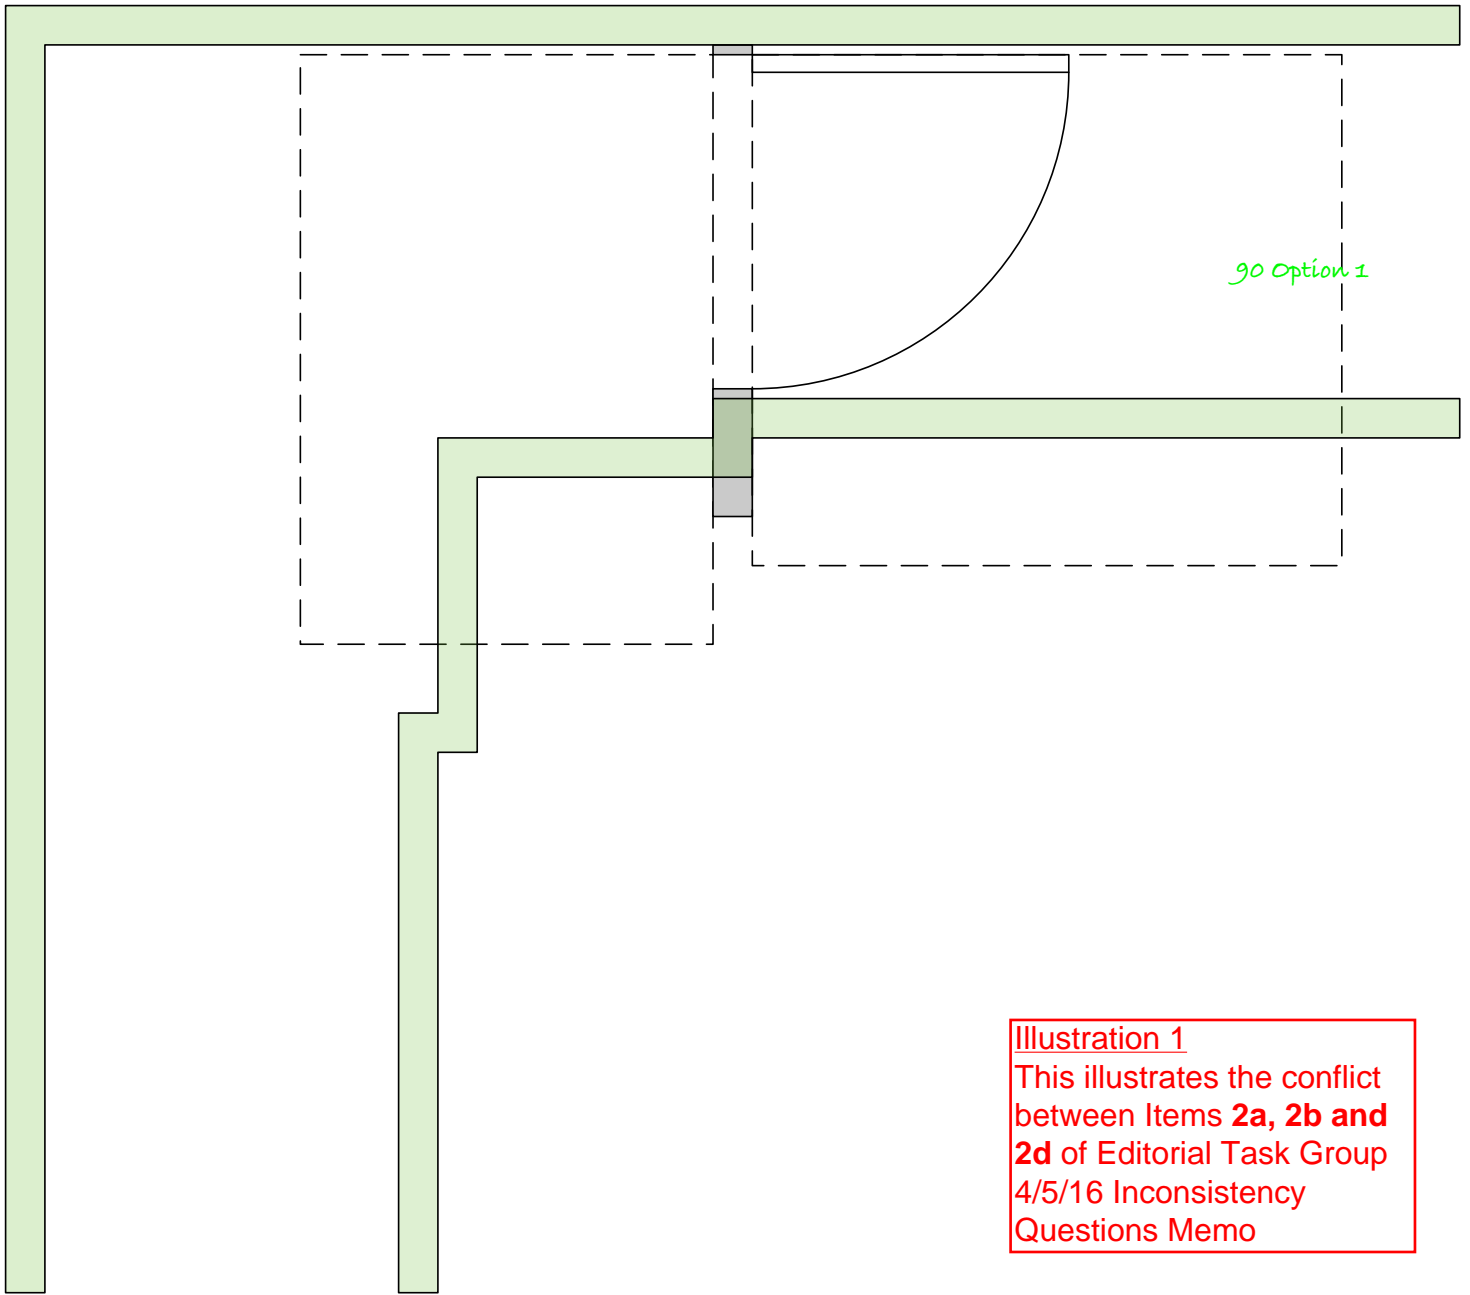 90 Option 1
Illustration 1
This illustrates the conflict
between Items 2a, 2b and
2d of Editorial Task Group
4/5/16 Inconsistency
Questions Memo